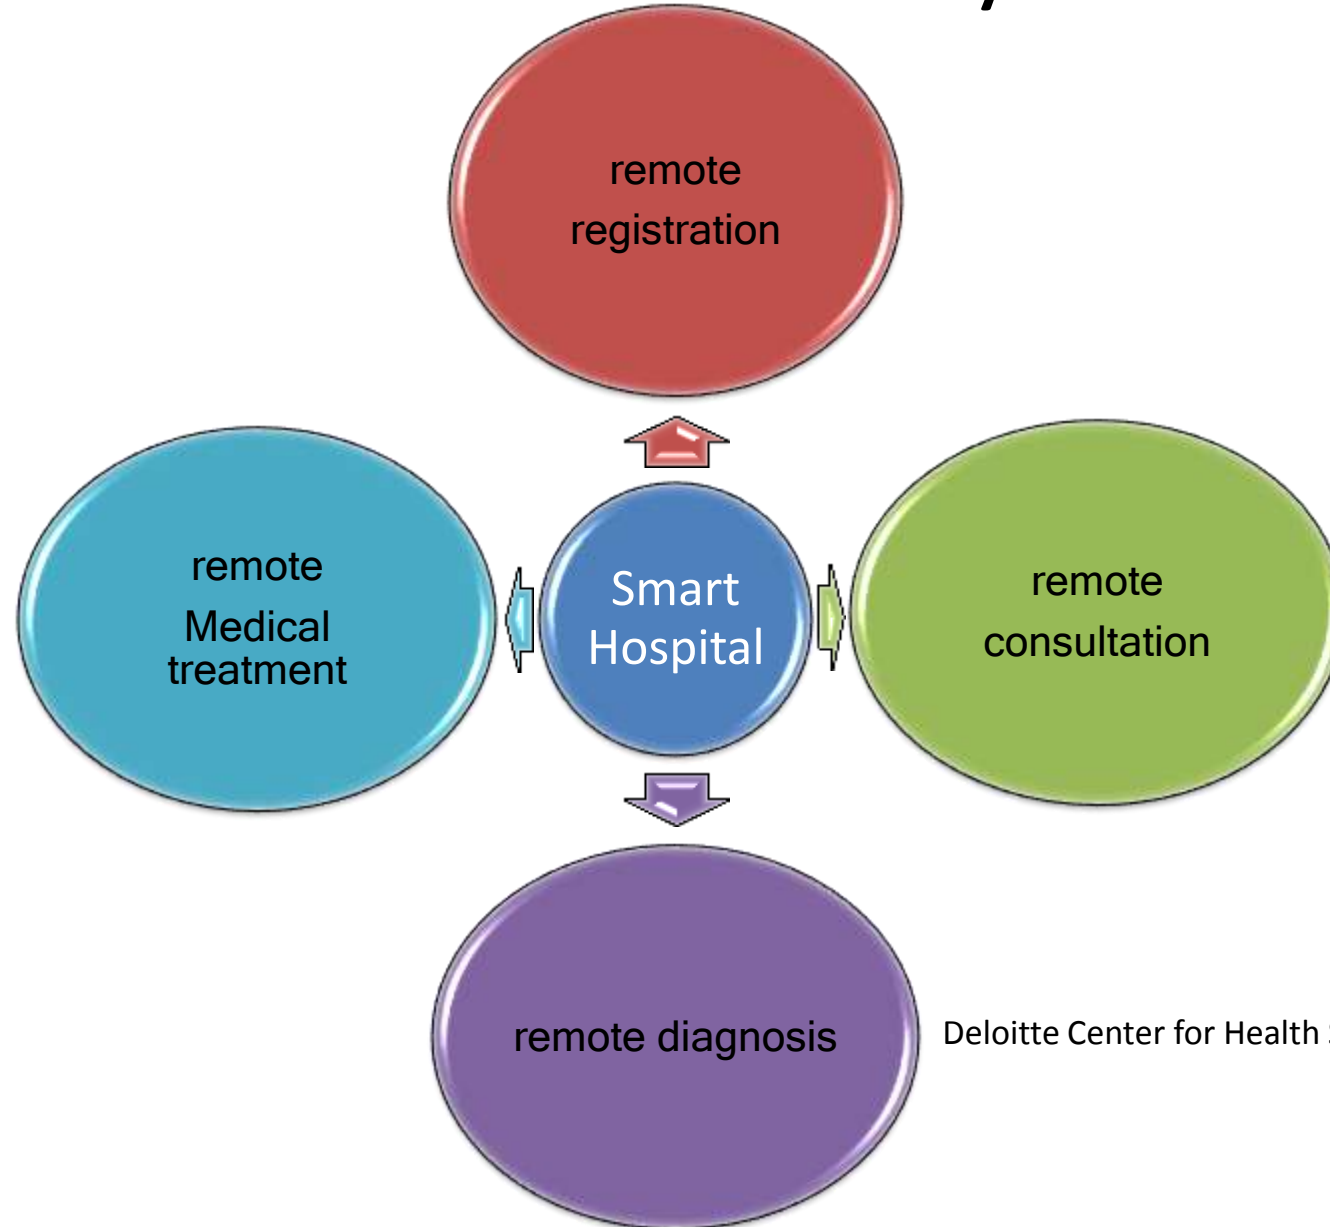 remote
registration
remote
Medical
treatment
Smart
Hospital
remote
consultation
remote diagnosis
Deloitte Center for Health